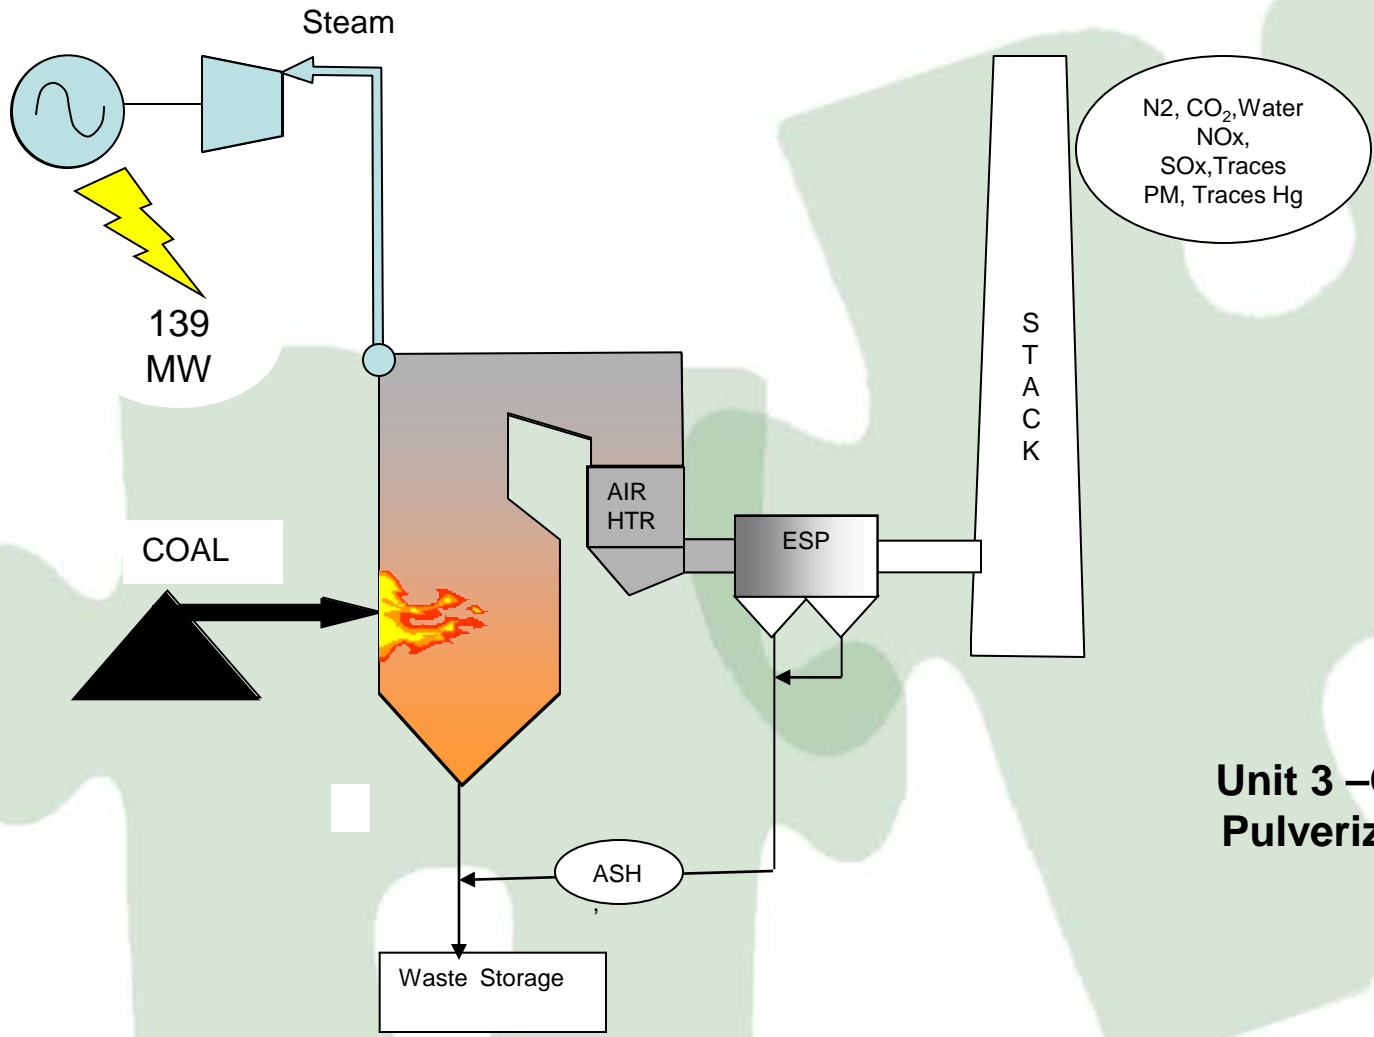 Steam
N2, CO₂,Water
NOx,
SOx,Traces
PM, Traces Hg
139
MW
S
T
A
C
K
AIR
HTR
ESP
COAL
Unit 3 –
ASH
,
Waste Storage